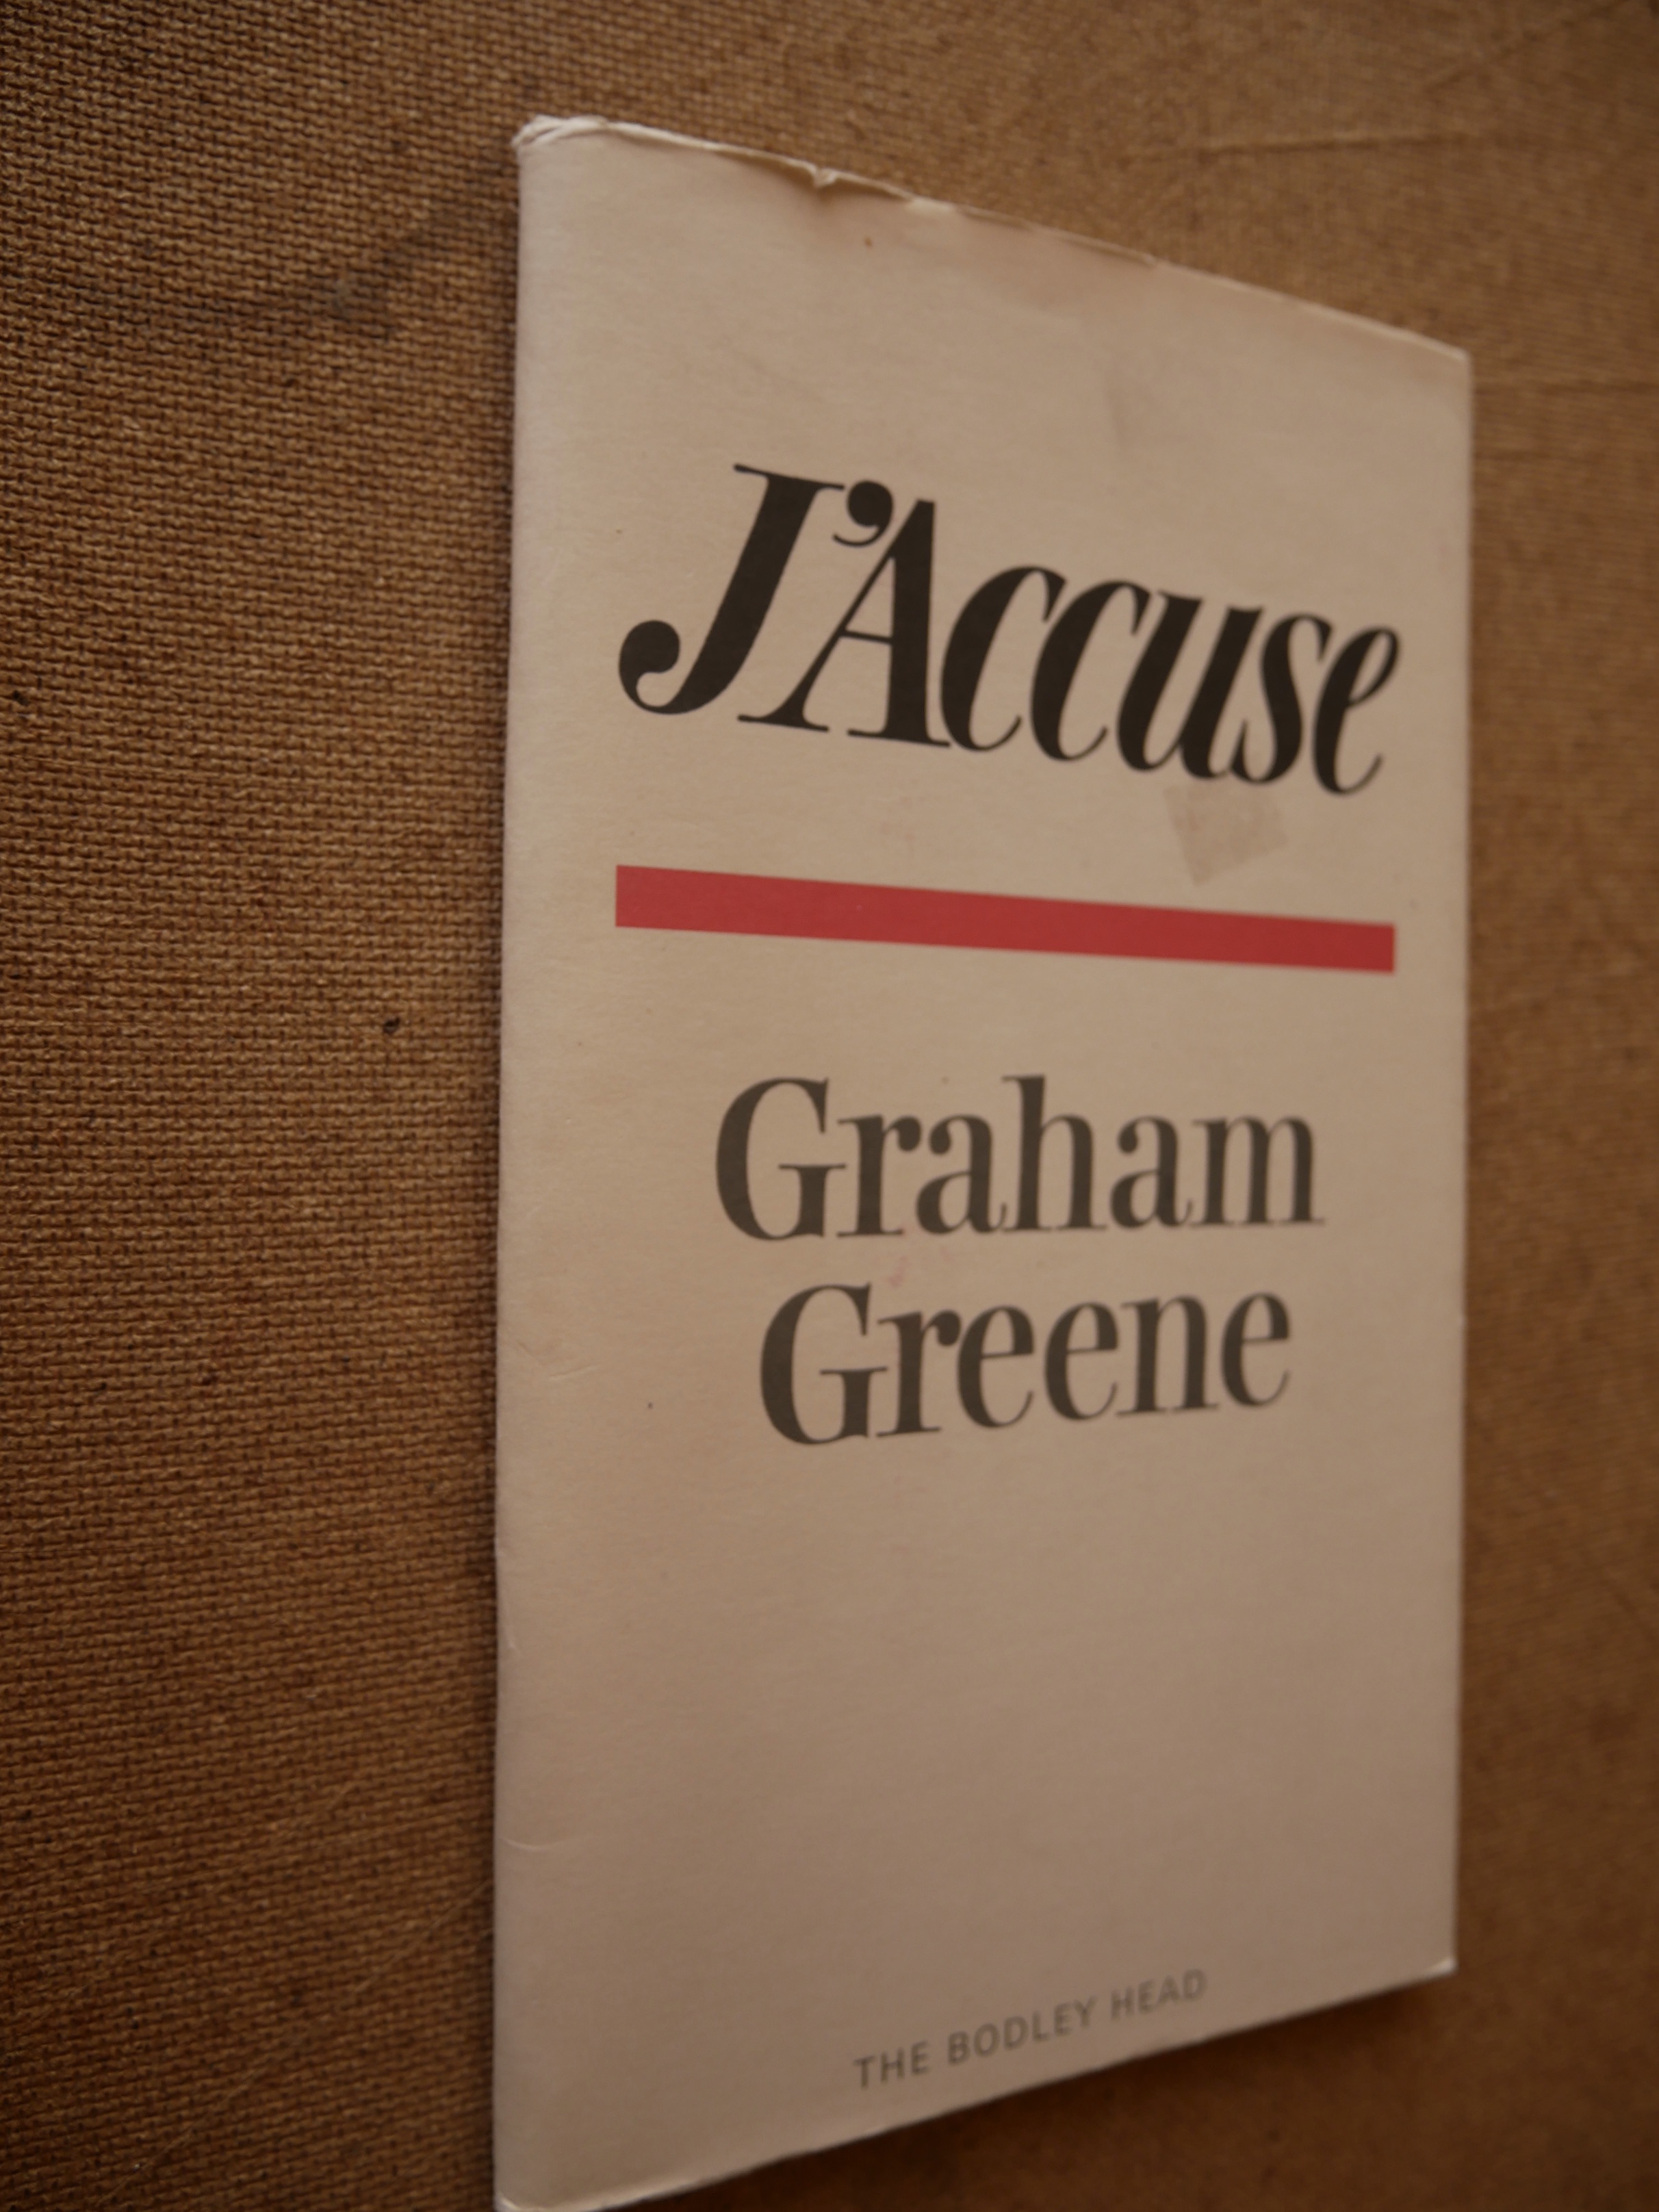 J'Accuse
Graham
Greene
THE BODLEY HEAD